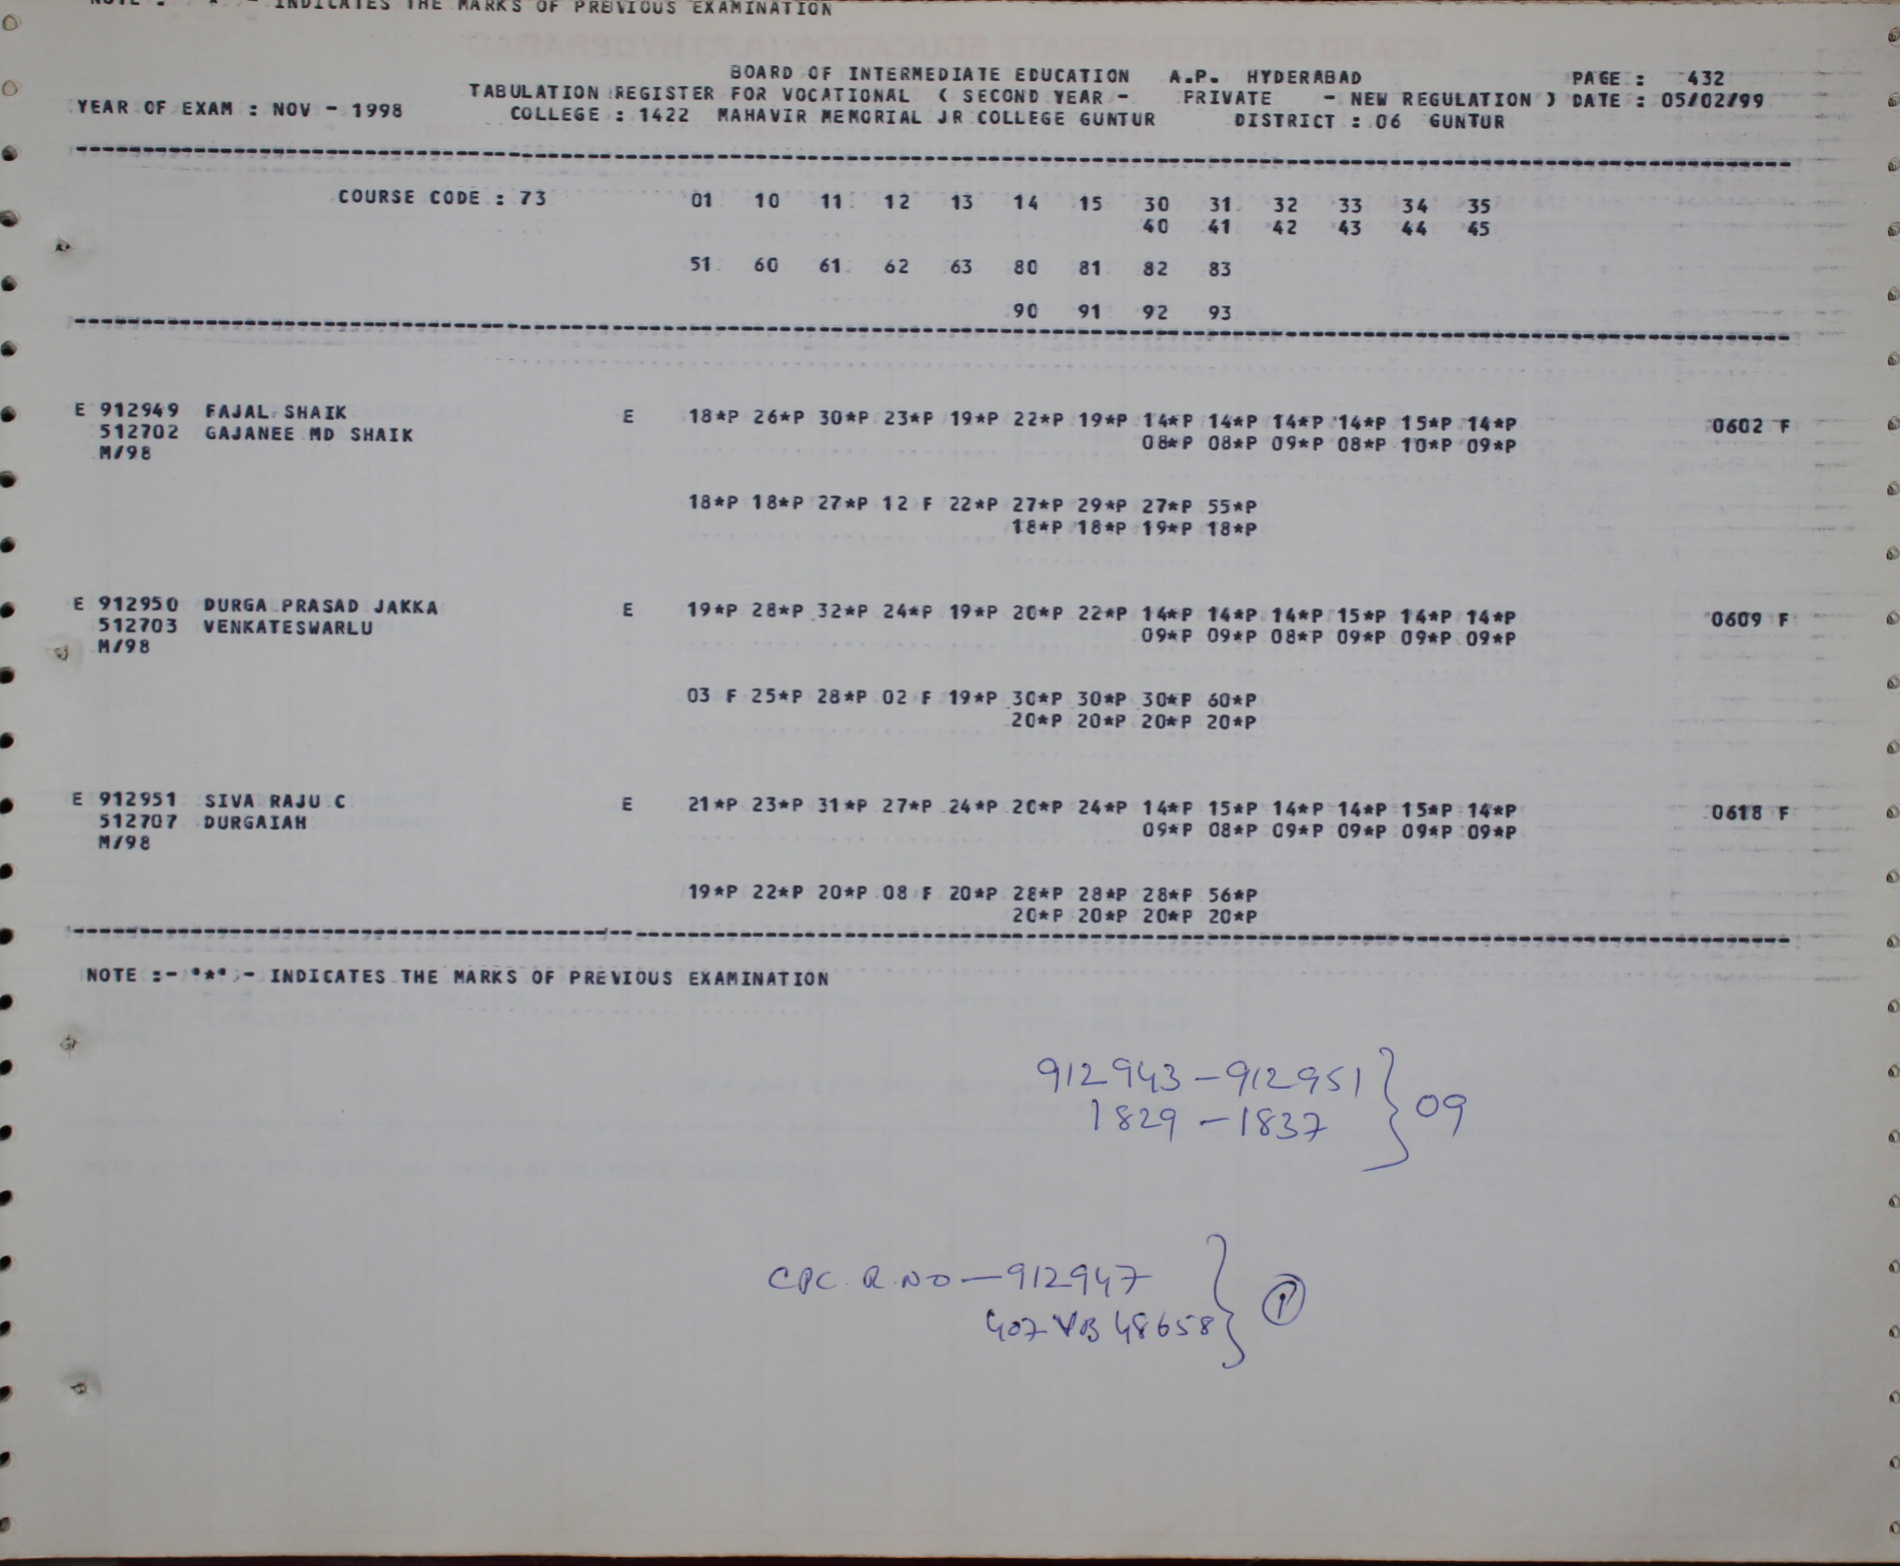 NOTE : * - INDICATES THE MARKS OF PREVIOUS EXAMINATION
BOARD OF INTERMEDIATE EDUCATION A.P. HYDERABAD PAGE : 432
TABULATION REGISTER FOR VOCATIONAL ( SECOND YEAR - PRIVATE - NEW REGULATION ) DATE : 05/02/99
YEAR OF EXAM : NOV - 1998 COLLEGE : 1422 MAHAVIR MEMORIAL JR COLLEGE GUNTUR DISTRICT : 06 GUNTUR
COURSE CODE : 73 01 10 11 12 13 14 15 30 31 32 33 34 35
40 41 42 43 44 45
51 60 61 62 63 80 81 82 83
90 91 92 93
E 912949 FAJAL SHAIK E 18*P 26*P 30*P 23*P 19*P 22*P 19*P 14*P 14*P 14*P 14*P 15*P 14*P 0602 F
512702 GAJANEE MD SHAIK 08*P 08*P 09*P 08*P 10*P 09*P
M/98
18*P 18*P 27*P 12 F 22*P 27*P 29*P 27*P 55*P
18*P 18*P 19*P 18*P
E 912950 DURGA PRASAD JAKKA E 19*P 28*P 32*P 24*P 19*P 20*P 22*P 14*P 14*P 14*P 15*P 14*P 14*P 0609 F
512703 VENKATESWARLU 09*P 09*P 08*P 09*P 09*P 09*P
M/98
03 F 25*P 28*P 02 F 19*P 30*P 30*P 30*P 60*P
20*P 20*P 20*P 20*P
E 912951 SIVA RAJU C E 21*P 23*P 31*P 27*P 24*P 20*P 24*P 14*P 15*P 14*P 14*P 15*P 14*P 0618 F
512707 DURGAIAH 09*P 08*P 09*P 09*P 09*P 09*P
M/98
19*P 22*P 20*P 08 F 20*P 28*P 28*P 28*P 56*P
20*P 20*P 20*P 20*P
NOTE :- '*' - INDICATES THE MARKS OF PREVIOUS EXAMINATION
912943 - 912951 } 09
1829 - 1837
CPC. R.NO - 912947 } 1
407 VB 48658